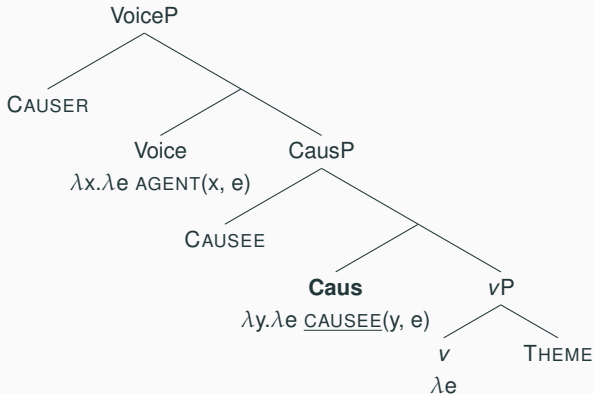 VoiceP
CAUSER
Voice
CausP
λx.λe AGENT(x, e)
CAUSEE
Caus
vP
λy.λe CAUSEE(y, e)
v
THEME
λe